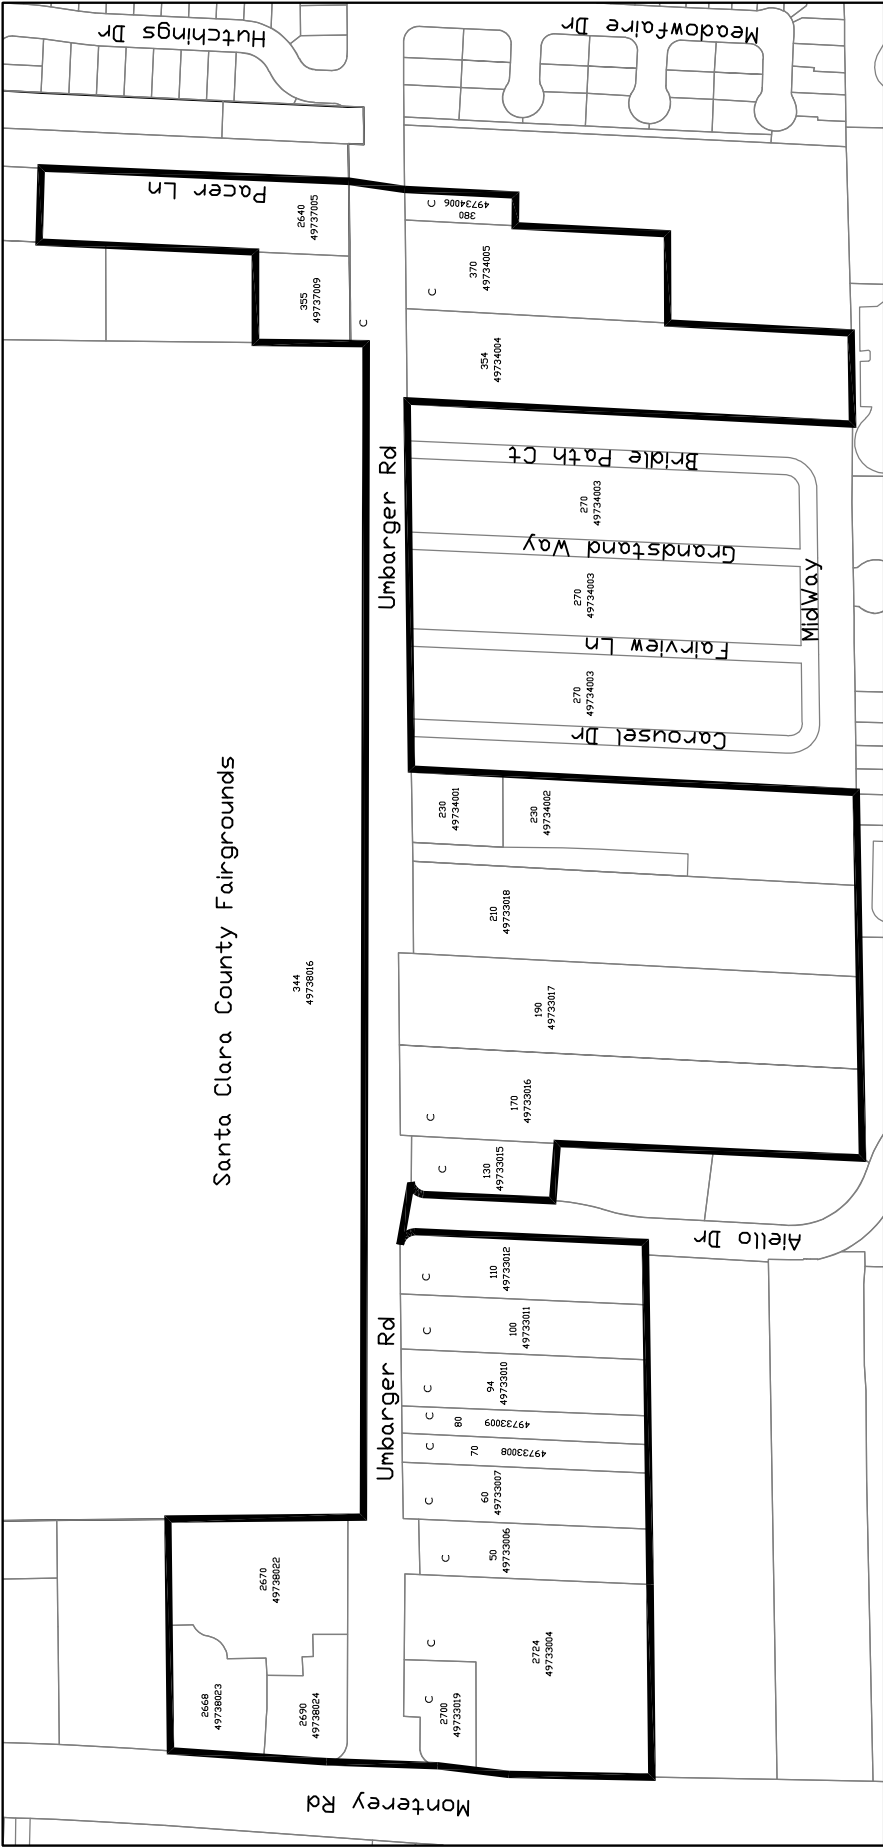 Hutchings Dr
Meadowfaire Dr
Pacer Ln
2640
49737005
355
49737009
C
C
380
49734006
C
370
49734005
354
49734004
Umbarger Rd
Bridle Path Ct
270
49734003
Grandstand Way
270
49734003
MidWay
Fairview Ln
270
49734003
Carousel Dr
Santa Clara County Fairgrounds
344
49738016
230
49734001
230
49734002
210
49733018
190
49733017
C
170
49733016
C
130
49733015
Aiello Dr
C
110
49733012
C
100
49733011
C
94
49733010
C
80
49733009
C
70
49733008
C
60
49733007
Umbarger Rd
C
50
49733006
2670
49738022
2668
49738023
2690
49738024
C
2724
49733004
C
2700
49733019
Monterey Rd